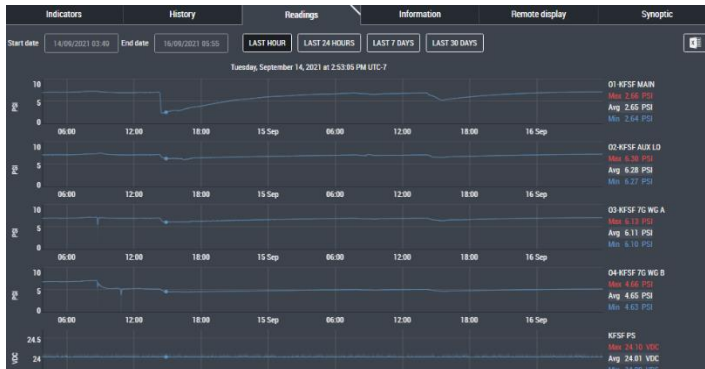 Indicators History Readings Information Remote display Synoptic
Start date 14/09/2021 03:49 End date 16/09/2021 05:55 LAST HOUR LAST 24 HOURS LAST 7 DAYS LAST 30 DAYS
Tuesday, September 14, 2021 at 2:53:05 PM UTC-7
PSI
10
5
0
06:00 12:00 18:00 15 Sep 06:00 12:00 18:00 16 Sep
01-KFSF MAIN
Max 2.66 PSI
Avg 2.65 PSI
Min 2.64 PSI
PSI
10
5
0
06:00 12:00 18:00 15 Sep 06:00 12:00 18:00 16 Sep
02-KFSF AUX LO
Max 6.30 PSI
Avg 6.28 PSI
Min 6.27 PSI
PSI
10
5
0
06:00 12:00 18:00 15 Sep 06:00 12:00 18:00 16 Sep
03-KFSF 7G WG A
Max 6.13 PSI
Avg 6.11 PSI
Min 6.10 PSI
PSI
10
5
0
06:00 12:00 18:00 15 Sep 06:00 12:00 18:00 16 Sep
04-KFSF 7G WG B
Max 4.66 PSI
Avg 4.65 PSI
Min 4.63 PSI
VDC
24.5
24
KFSF PS
Max 24.10 VDC
Avg 24.01 VDC